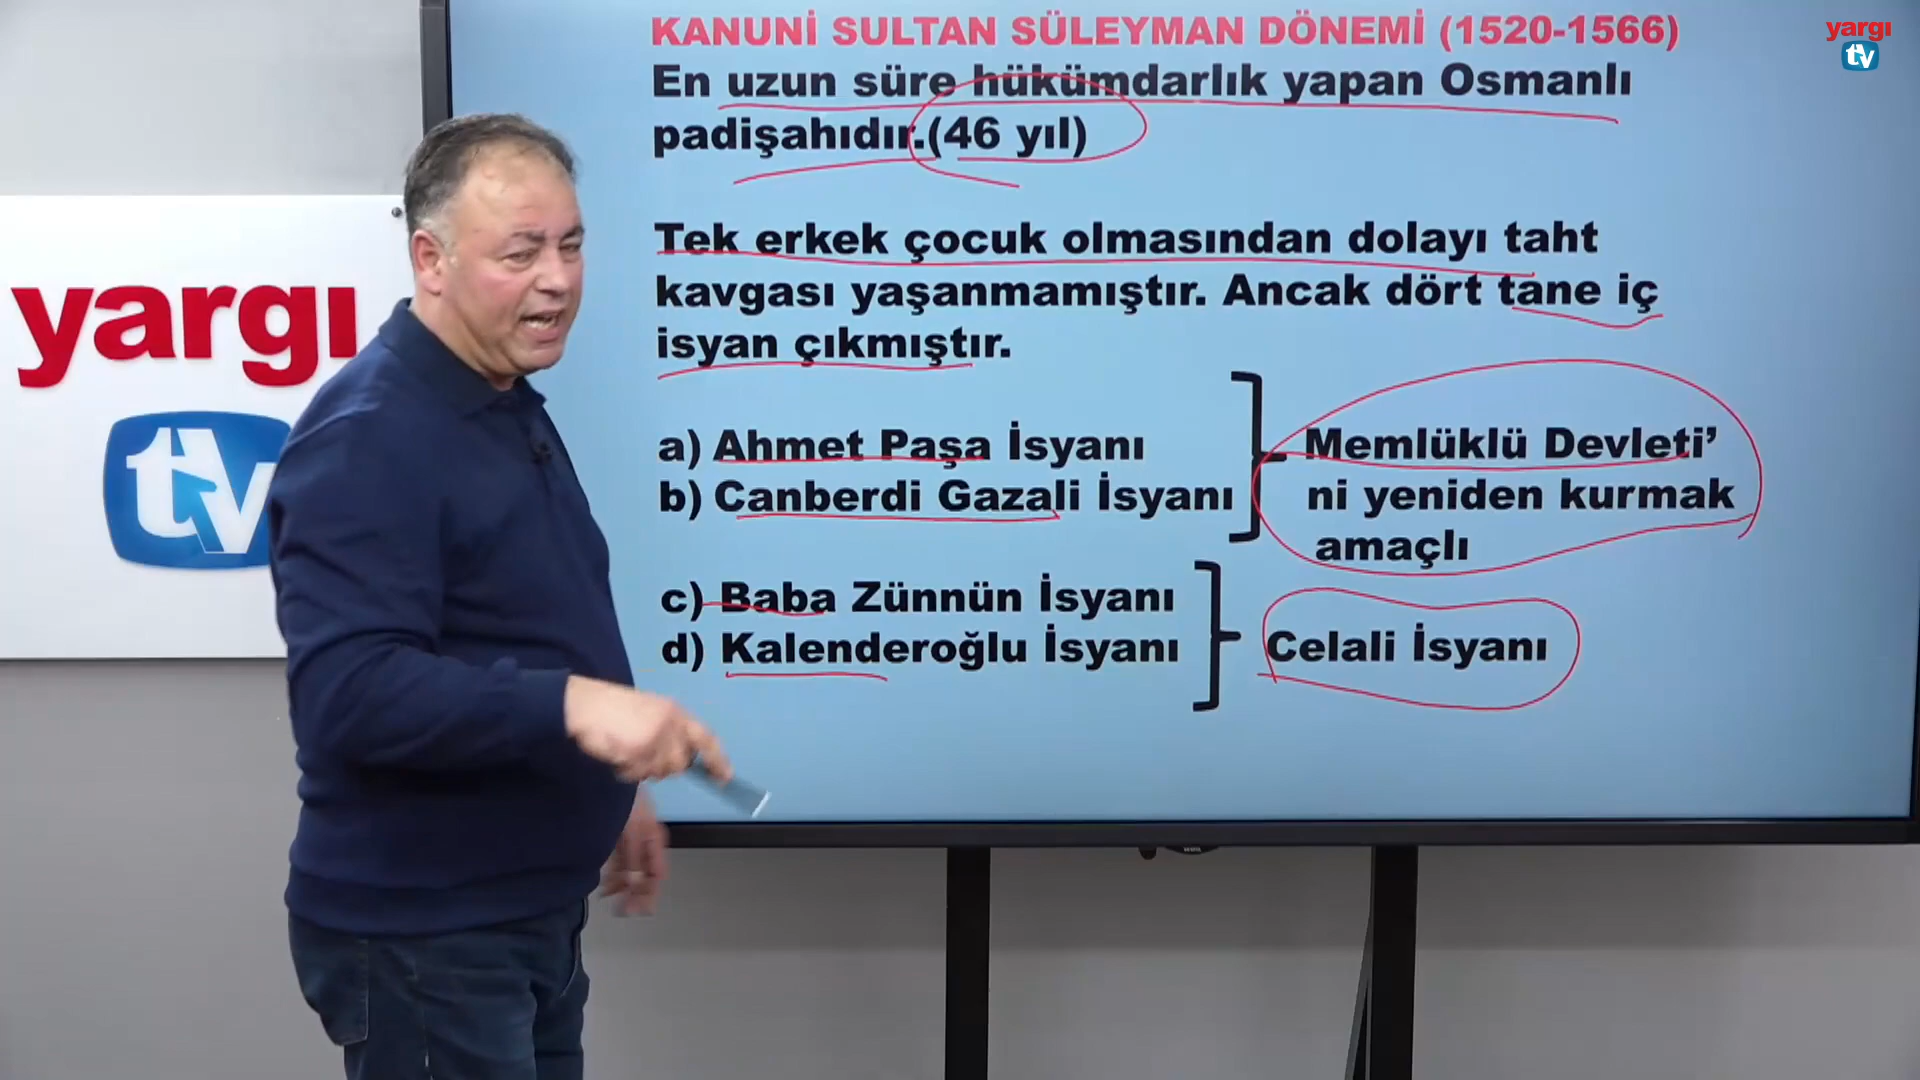 KANUNİ SULTAN SÜLEYMAN DÖNEMİ (1520-1566)
En uzun süre hükümdarlık yapan Osmanlı
padişahıdır.(46 yıl)
Tek erkek çocuk olmasından dolayı taht
kavgası yaşanmamıştır. Ancak dört tane iç
isyan çıkmıştır.
a) Ahmet Paşa İsyanı
b) Canberdi Gazali İsyanı
Memlüklü Devleti’
ni yeniden kurmak
amaçlı
c) Baba Zünnün İsyanı
d) Kalenderoğlu İsyanı
Celali İsyanı
yargı
tv
yargı
tv